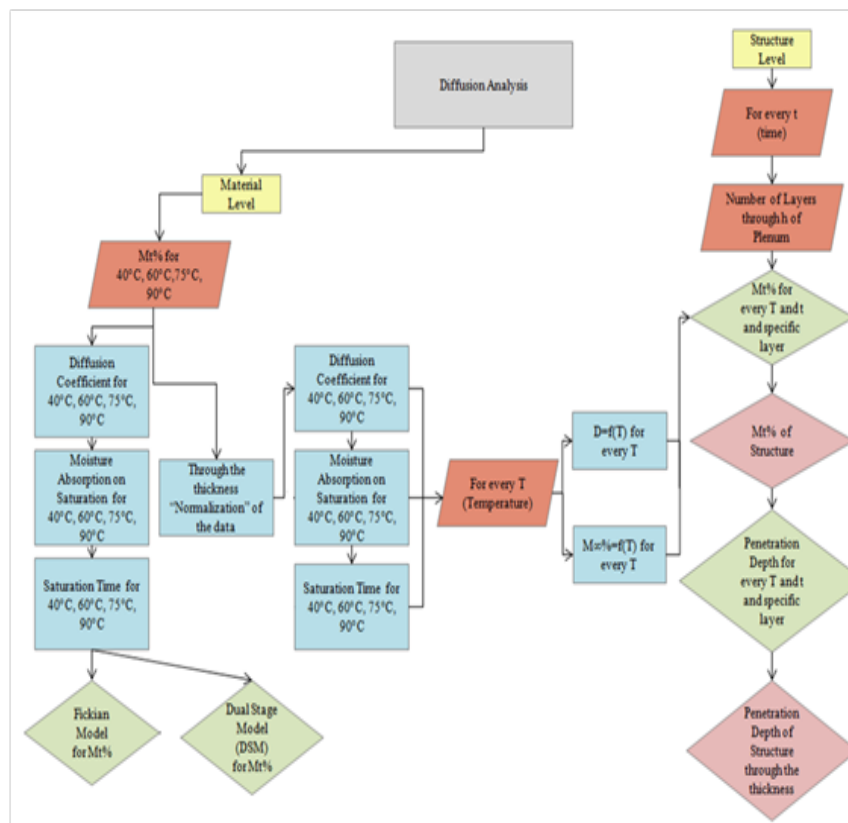 Diffusion Analysis
Material
Level
Mt% for
40°C, 60°C,75°C,
90°C
Diffusion
Coefficient for
40°C, 60°C, 75°C,
90°C
Moisture
Absorption on
Saturation for
40°C, 60°C, 75°C,
90°C
Saturation Time for
40°C, 60°C, 75°C,
90°C
Fickian
Model
for Mt%
Dual Stage
Model
(DSM)
for Mt%
Through the
thickness
“Normalization” of
the data
Diffusion
Coefficient for
40°C, 60°C, 75°C,
90°C
Moisture
Absorption on
Saturation for
40°C, 60°C, 75°C,
90°C
Saturation Time for
40°C, 60°C, 75°C,
90°C
For every T
(Temperature)
D=f(T) for
every T
M∞%=f(T) for
every T
Structure
Level
For every t
(time)
Number of Layers
through h of
Plenum
Mt% for
every T and t
and specific
layer
Mt% of
Structure
Penetration
Depth for
every T and t
and specific
layer
Penetration
Depth of
Structure
through the
thickness